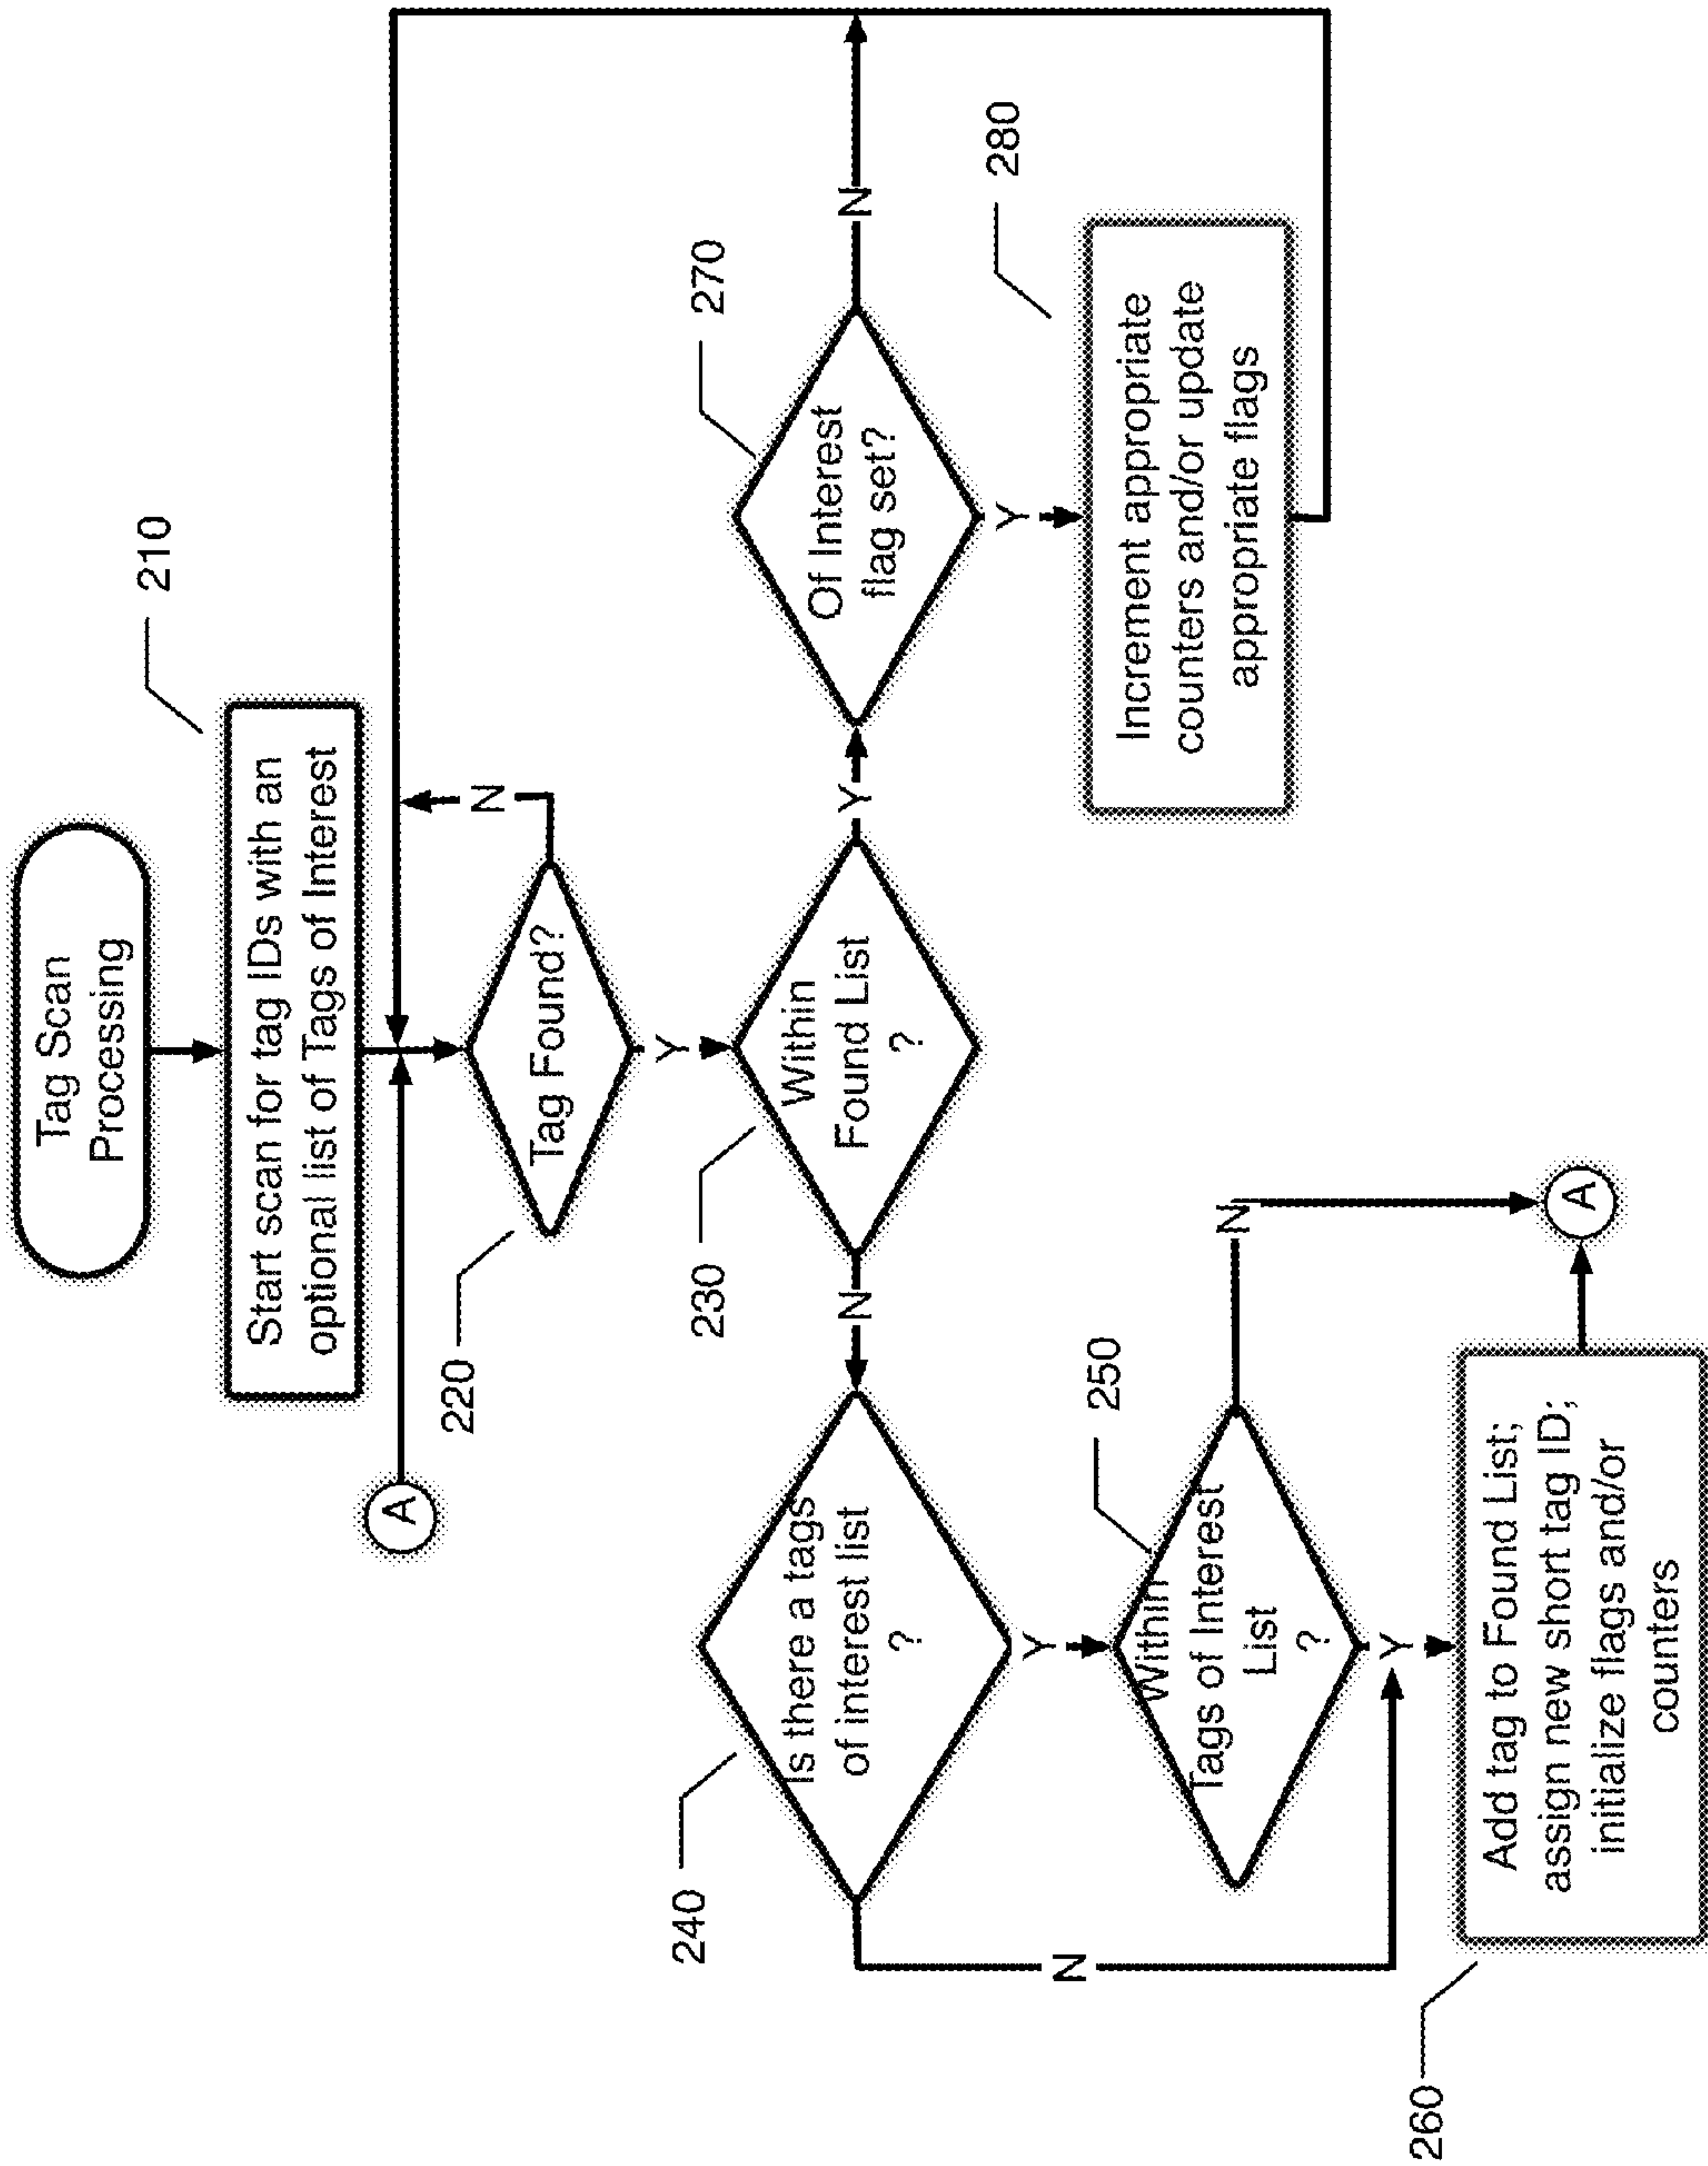 Tag Scan
Processing
210
Start scan for tag IDs with an
optional list of Tags of Interest
A
220
Tag Found?
N
Y
230
Within
Found List
?
N
Y
270
Of Interest
flag set?
N
Y
280
Increment appropriate
counters and/or update
appropriate flags
240
Is there a tags
of interest list
?
N
Y
250
Within
Tags of Interest
List
?
N
Y
260
Add tag to Found List;
assign new short tag ID;
initialize flags and/or
counters
A